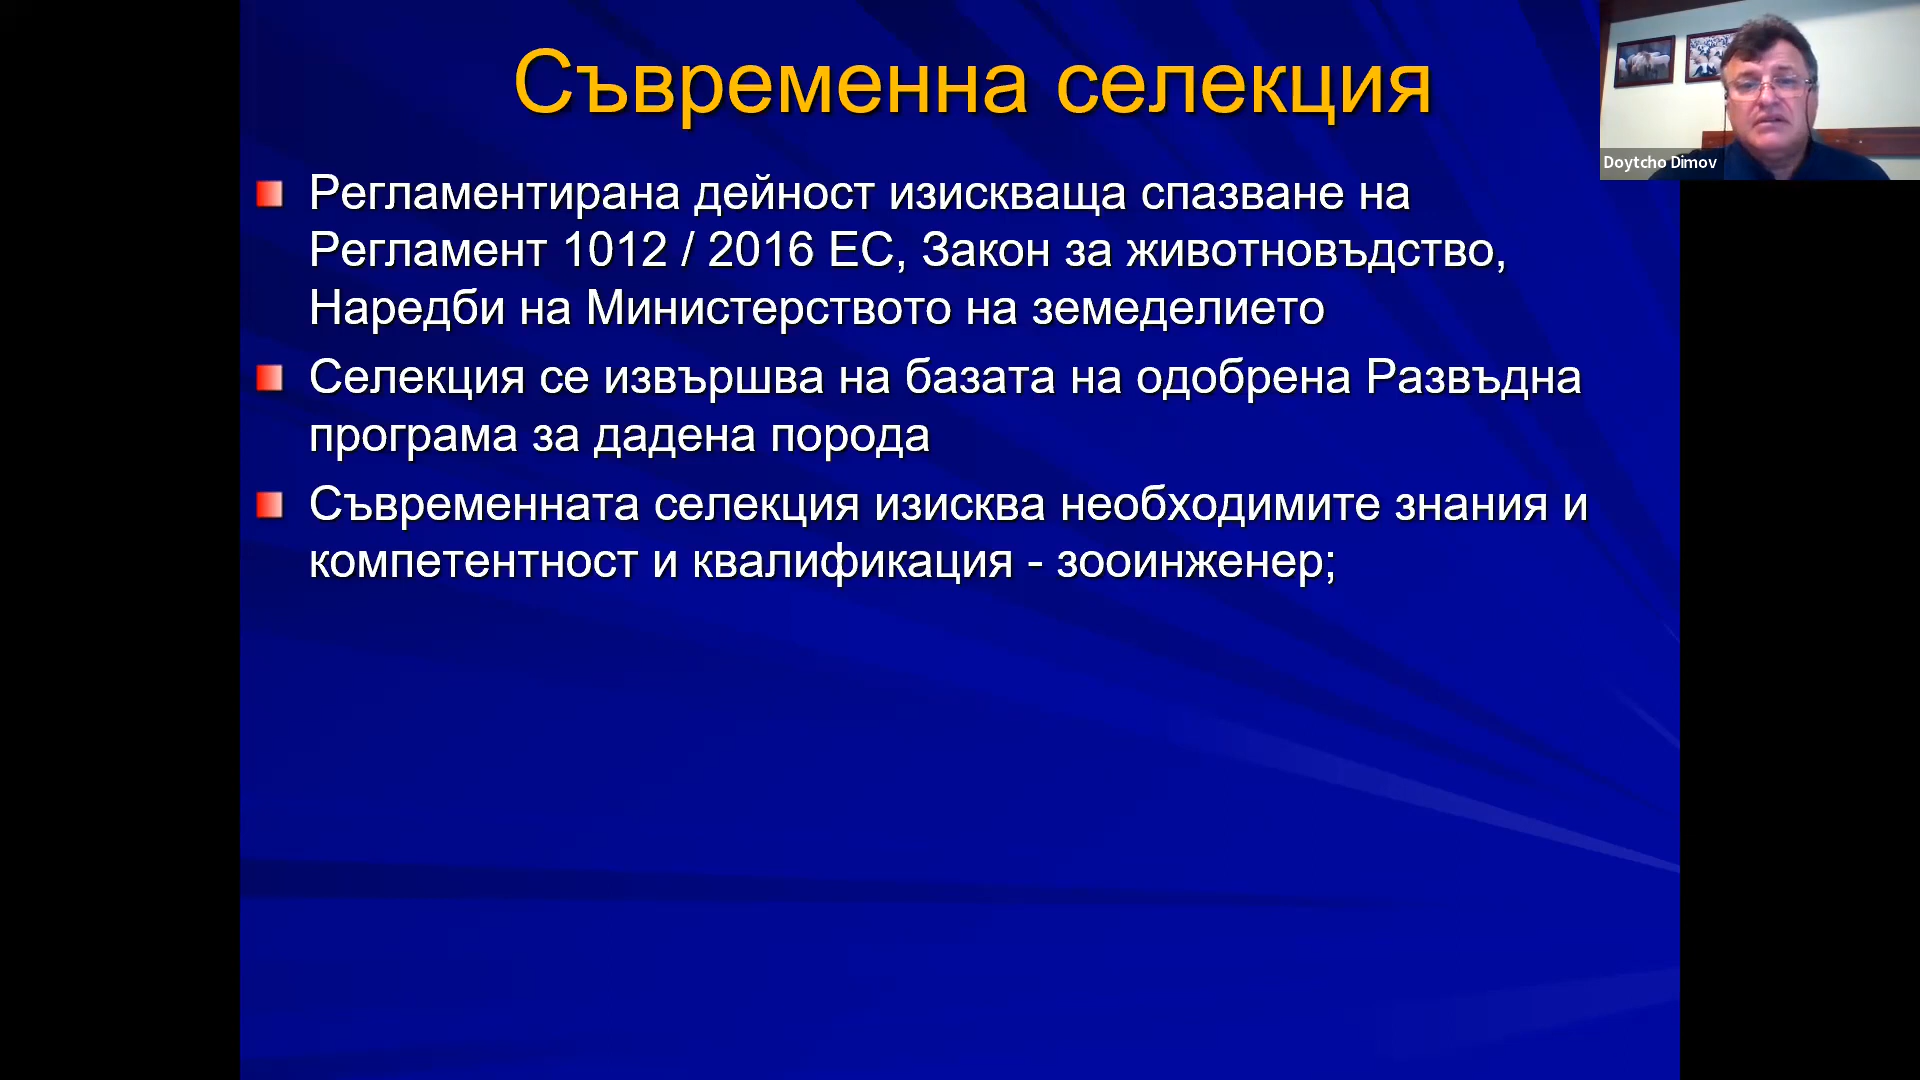 Съвременна селекция
Регламентирана дейност изискваща спазване на
Регламент 1012 / 2016 ЕС, Закон за животновъдство,
Наредби на Министерството на земеделието
Селекция се извършва на базата на одобрена Развъдна
програма за дадена порода
Съвременната селекция изисква необходимите знания и
компетентност и квалификация - зооинженер;
Doytcho Dimov